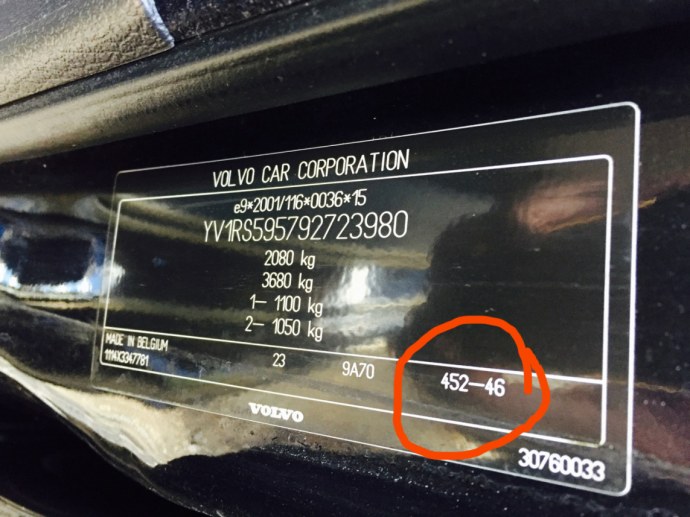 VOLVO CAR CORPORATION
e9*2001/116*0036*15
YV1RS595792723980
2080 kg
3680 kg
1- 1100 kg
2- 1050 kg
MADE IN BELGIUM
111413347781
23 9A70 452-46
VOLVO
30760033